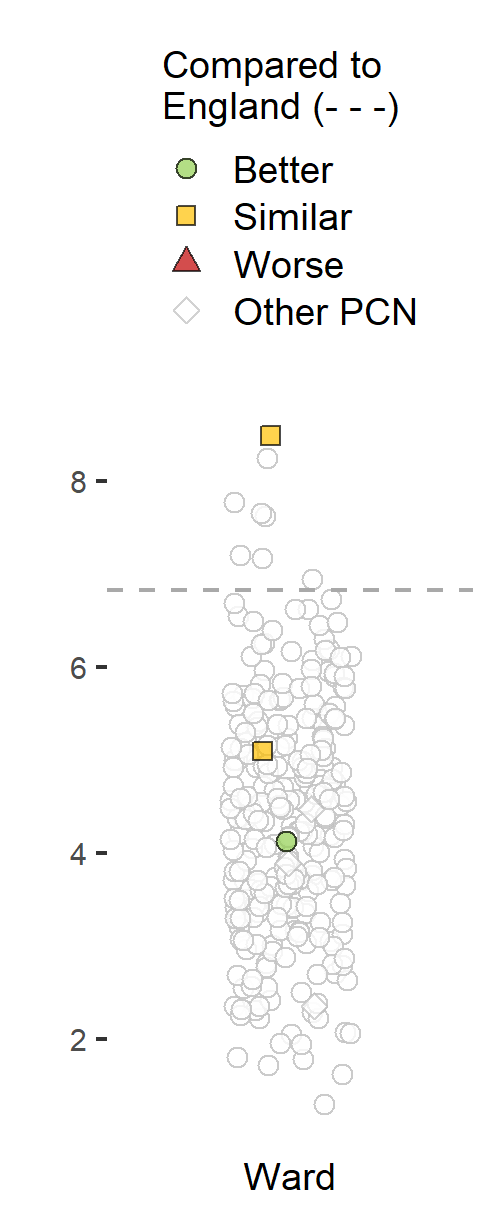 Compared to
England (- - -)
Better
Similar
Worse
Other PCN
8
6
4
2
Ward